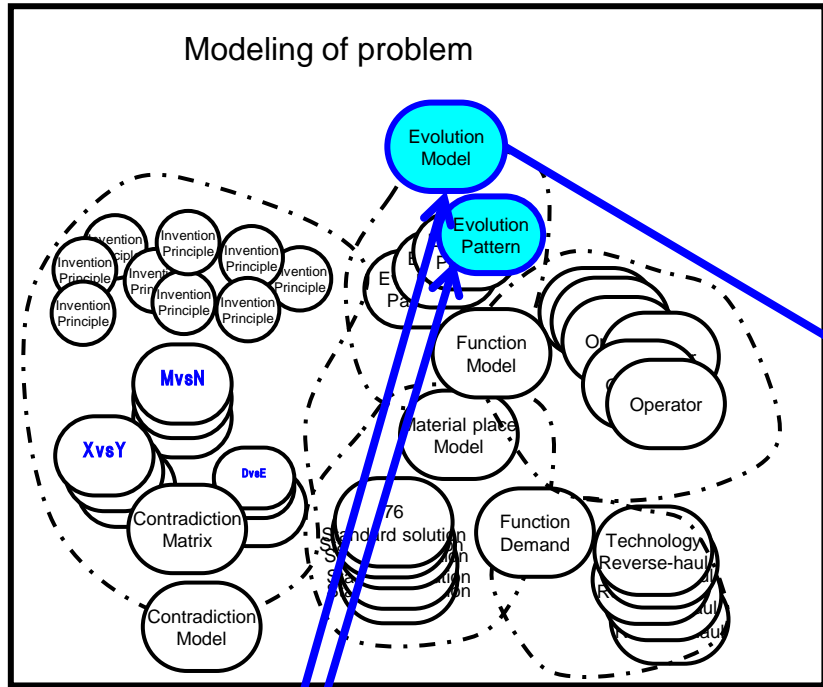 Modeling of problem
Evolution
Model
Evolution
Pattern
Invention
Principle
Invention
Principle
Invention
Principle
Invention
Principle
Invention
Principle
Invention
Principle
Invention
Principle
Invention
Function
Model
Operator
Material place
Model
MvsN
XvsY
DvsE
Contradiction
Matrix
Contradiction
Model
76
Standard solution
Function
Demand
Technology
Reverse-haul